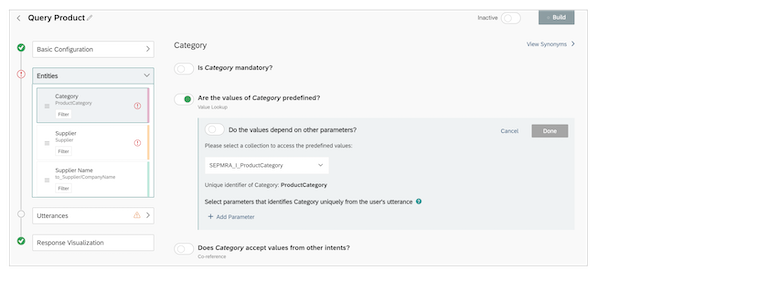 Query Product
Inactive
Build
Basic Configuration
Entities
Category
ProductCategory
Filter
Supplier
Supplier
Filter
Supplier Name
to_Supplier/CompanyName
Filter
Utterances
Response Visualization
Category
View Synonyms
Is Category mandatory?
Are the values of Category predefined?
Value Lookup
Do the values depend on other parameters?
Cancel
Done
Please select a collection to access the predefined values:
SEPMRA_I_ProductCategory
Unique Identifier of Category: ProductCategory
Select parameters that identifies Category uniquely from the user's utterance
+ Add Parameter
Does Category accept values from other intents?
Co-reference